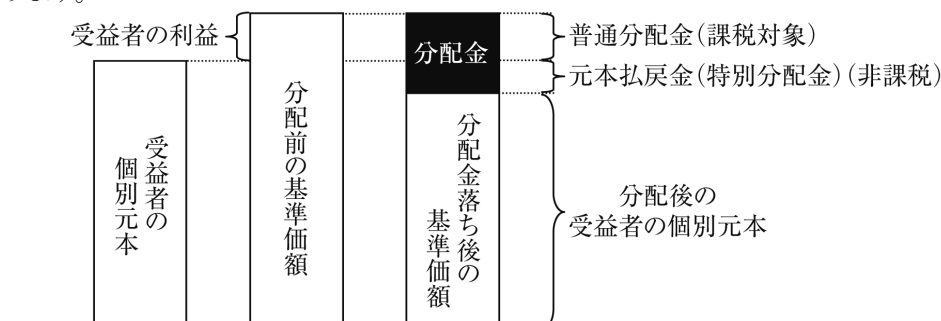 受益者の利益
分配金
普通分配金(課税対象)
元本払戻金(特別分配金)(非課税)
受益者の
個別元本
分配前の基準価額
分配金落ち後の
基準価額
分配後の
受益者の個別元本